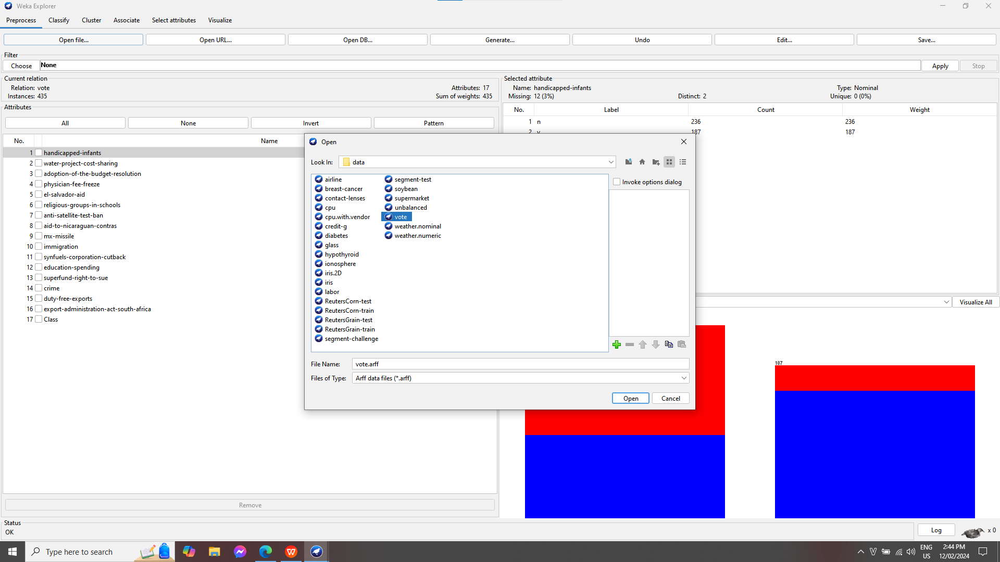 Weka Explorer
Preprocess Classify Cluster Associate Select attributes Visualize
Open file... Open URL... Open DB... Generate... Undo Edit... Save...
Filter
Choose None Apply Stop
Current relation
Relation: vote Attributes: 17
Instances: 435 Sum of weights: 435
Selected attribute
Name: handicapped-infants Type: Nominal
Missing: 12 (3%) Distinct: 2 Unique: 0 (0%)
No. Label Count Weight
1 n 236 236
2 y 187 187
Attributes
All None Invert Pattern
No. Name
1 handicapped-infants
2 water-project-cost-sharing
3 adoption-of-the-budget-resolution
4 physician-fee-freeze
5 el-salvador-aid
6 religious-groups-in-schools
7 anti-satellite-test-ban
8 aid-to-nicaraguan-contras
9 mx-missile
10 immigration
11 synfuels-corporation-cutback
12 education-spending
13 superfund-right-to-sue
14 crime
15 duty-free-exports
16 export-administration-act-south-africa
17 Class
Remove
Open
Look In: data
airline
breast-cancer
contact-lenses
cpu
cpu.with.vendor
credit-g
diabetes
glass
hypothyroid
ionosphere
iris.2D
iris
labor
ReutersCorn-test
ReutersCorn-train
ReutersGrain-test
ReutersGrain-train
segment-challenge
segment-test
soybean
supermarket
unbalanced
vote
weather.nominal
weather.numeric
Invoke options dialog
File Name: vote.arff
Files of Type: Arff data files (*.arff)
Open Cancel
Visualize All
187
Status
OK
Log x 0
Type here to search
ENG
US
2:44 PM
12/02/2024